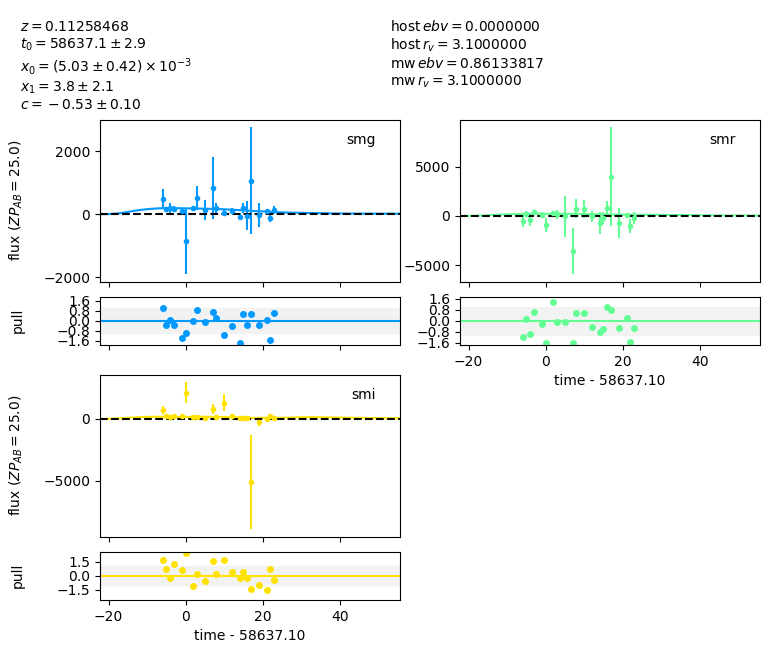 z = 0.11258468
t₀ = 58637.1 ± 2.9
x₀ = (5.03 ± 0.42) × 10⁻³
x₁ = 3.8 ± 2.1
c = −0.53 ± 0.10
host ebv = 0.0000000
host r_v = 3.1000000
mw ebv = 0.86133817
mw r_v = 3.1000000
smg
flux (ZP_AB = 25.0)
2000
0
−2000
smr
5000
0
−5000
pull
1.6
0.8
0.0
−0.8
−1.6
1.6
0.8
0.0
−0.8
−1.6
−20 0 20 40
time - 58637.10
smi
flux (ZP_AB = 25.0)
0
−5000
pull
1.5
0.0
−1.5
−20 0 20 40
time - 58637.10